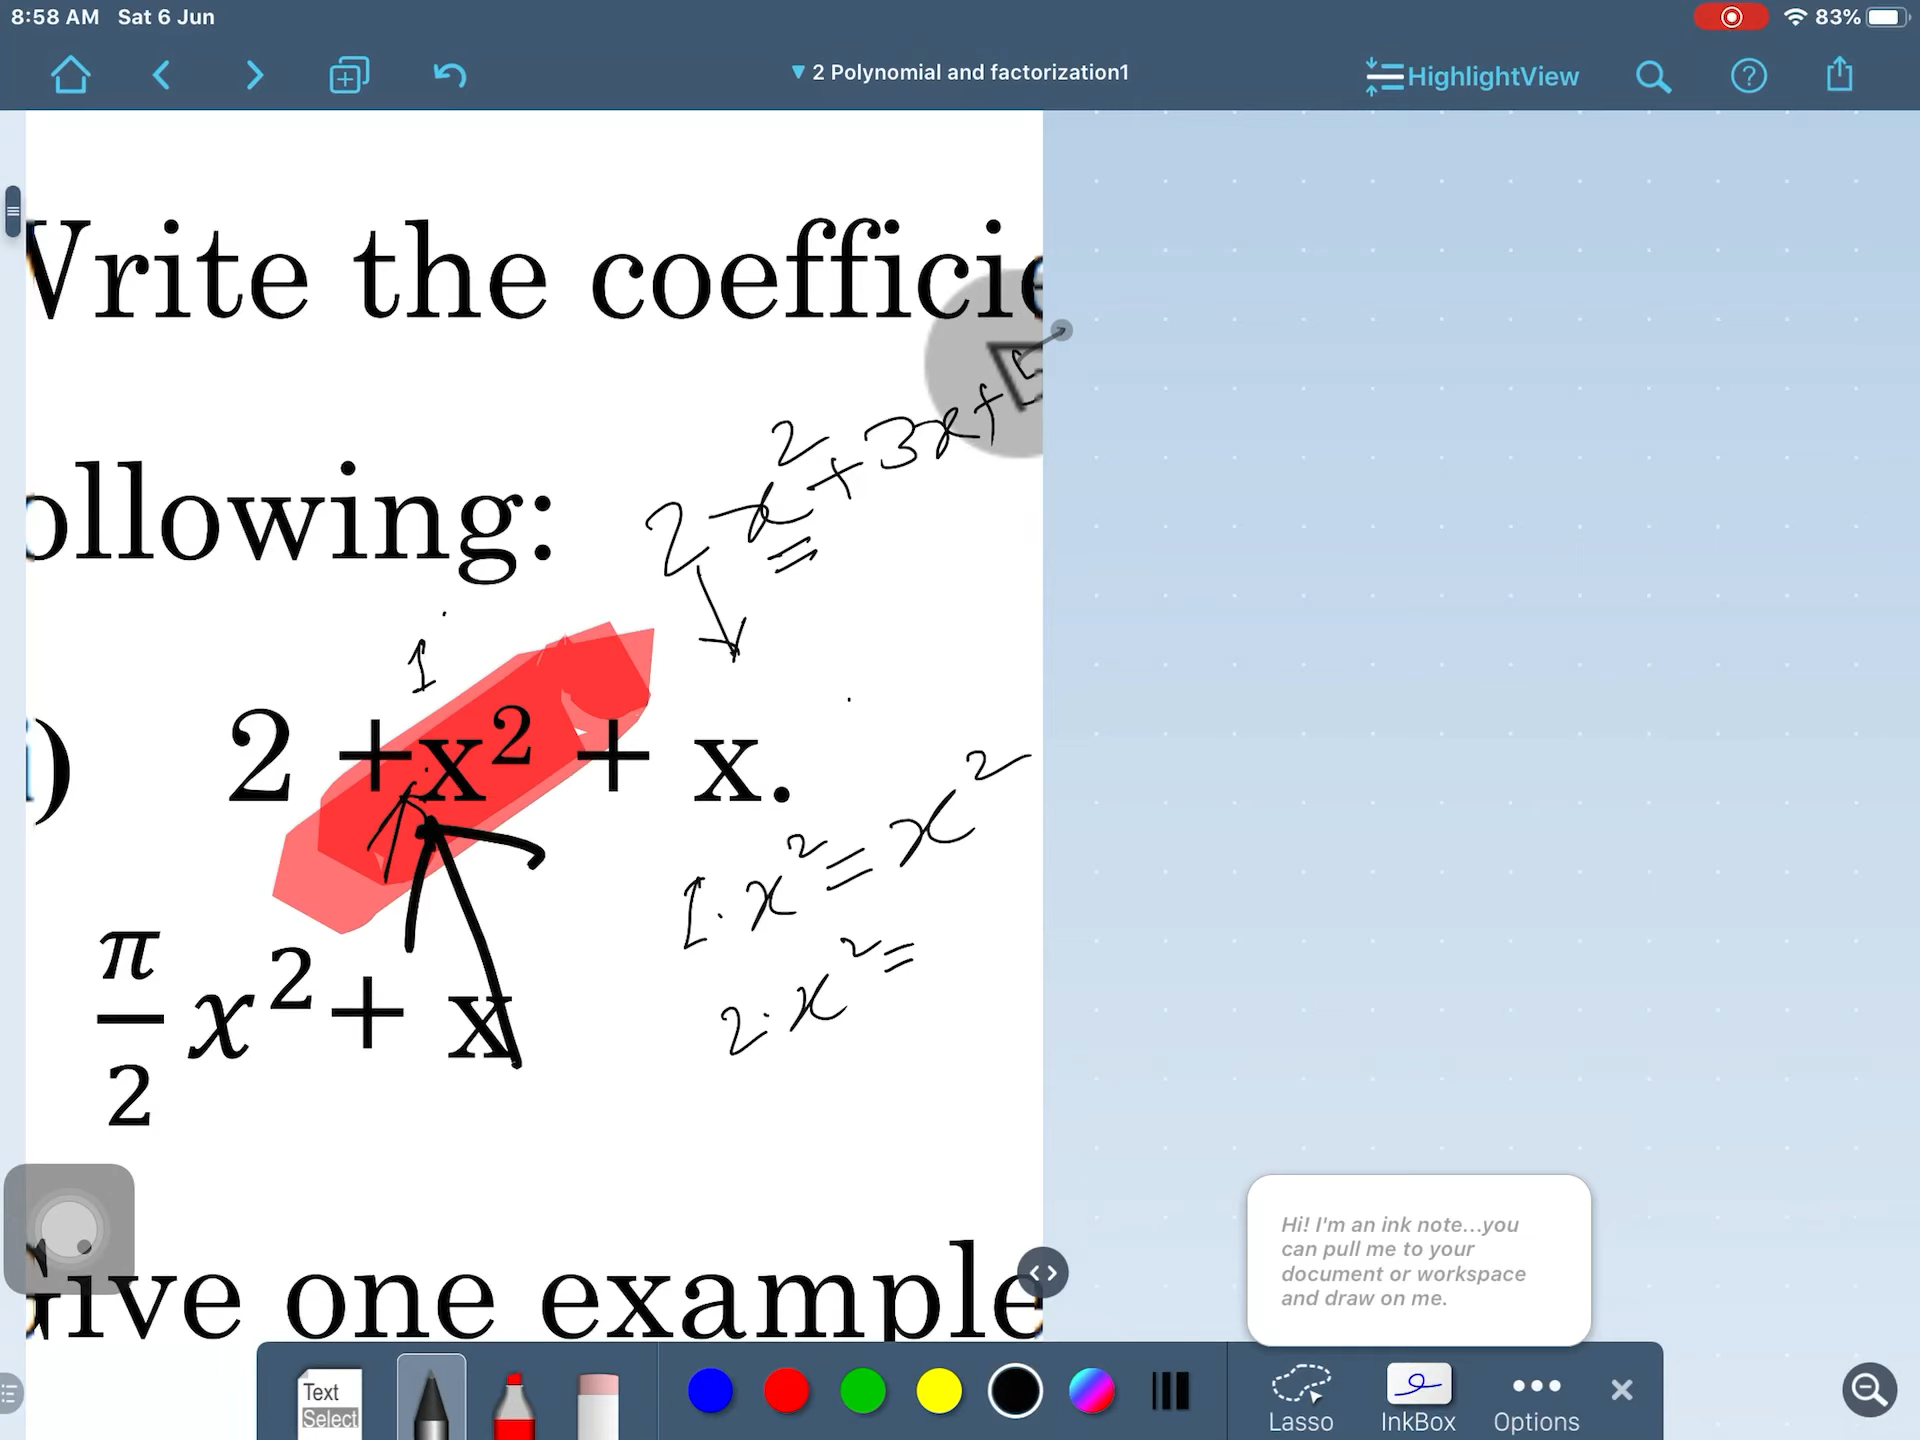 8:58 AM Sat 6 Jun
83%
2 Polynomial and factorization1
HighlightView
Write the coefficie
ollowing:
2x² + 3x +
1
i) 2 + x² + x.
1·x² = x²
2·x² =
π/2 x² + x
Give one example
Hi! I'm an ink note...you
can pull me to your
document or workspace
and draw on me.
Text
Select
Lasso
InkBox
Options